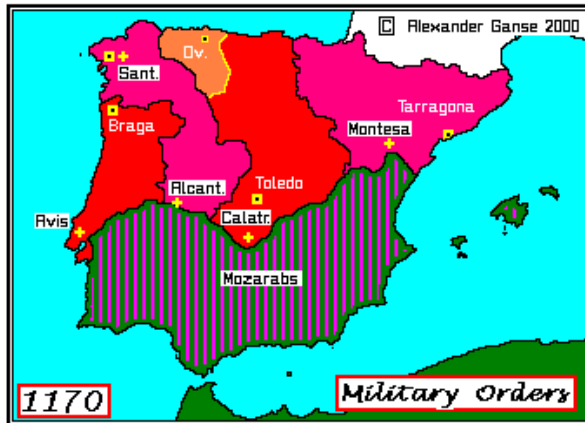 C Alexander Ganse 2000
Ov.
Sant.
Braga
Tarragona
Montesa
Alcant.
Toledo
Calatr.
Avis
Mozarabs
1170
Military Orders